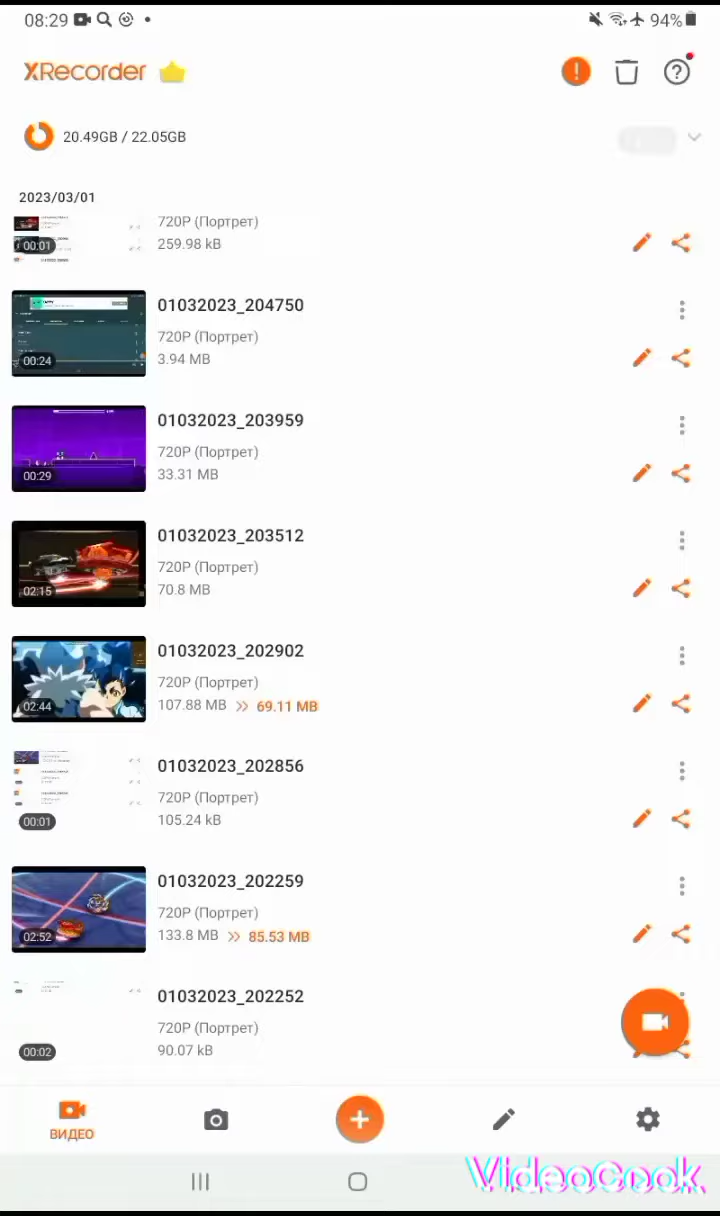 08:29
94%
XRecorder
20.49GB / 22.05GB
2023/03/01
720P (Портрет)
00:01
259.98 kB
01032023_204750
720P (Портрет)
00:24
3.94 MB
01032023_203959
720P (Портрет)
00:29
33.31 MB
01032023_203512
720P (Портрет)
02:15
70.8 MB
01032023_202902
720P (Портрет)
02:44
107.88 MB >> 69.11 MB
01032023_202856
720P (Портрет)
00:01
105.24 kB
01032023_202259
720P (Портрет)
02:52
133.8 MB >> 85.53 MB
01032023_202252
720P (Портрет)
00:02
90.07 kB
ВИДЕО
VideoCook